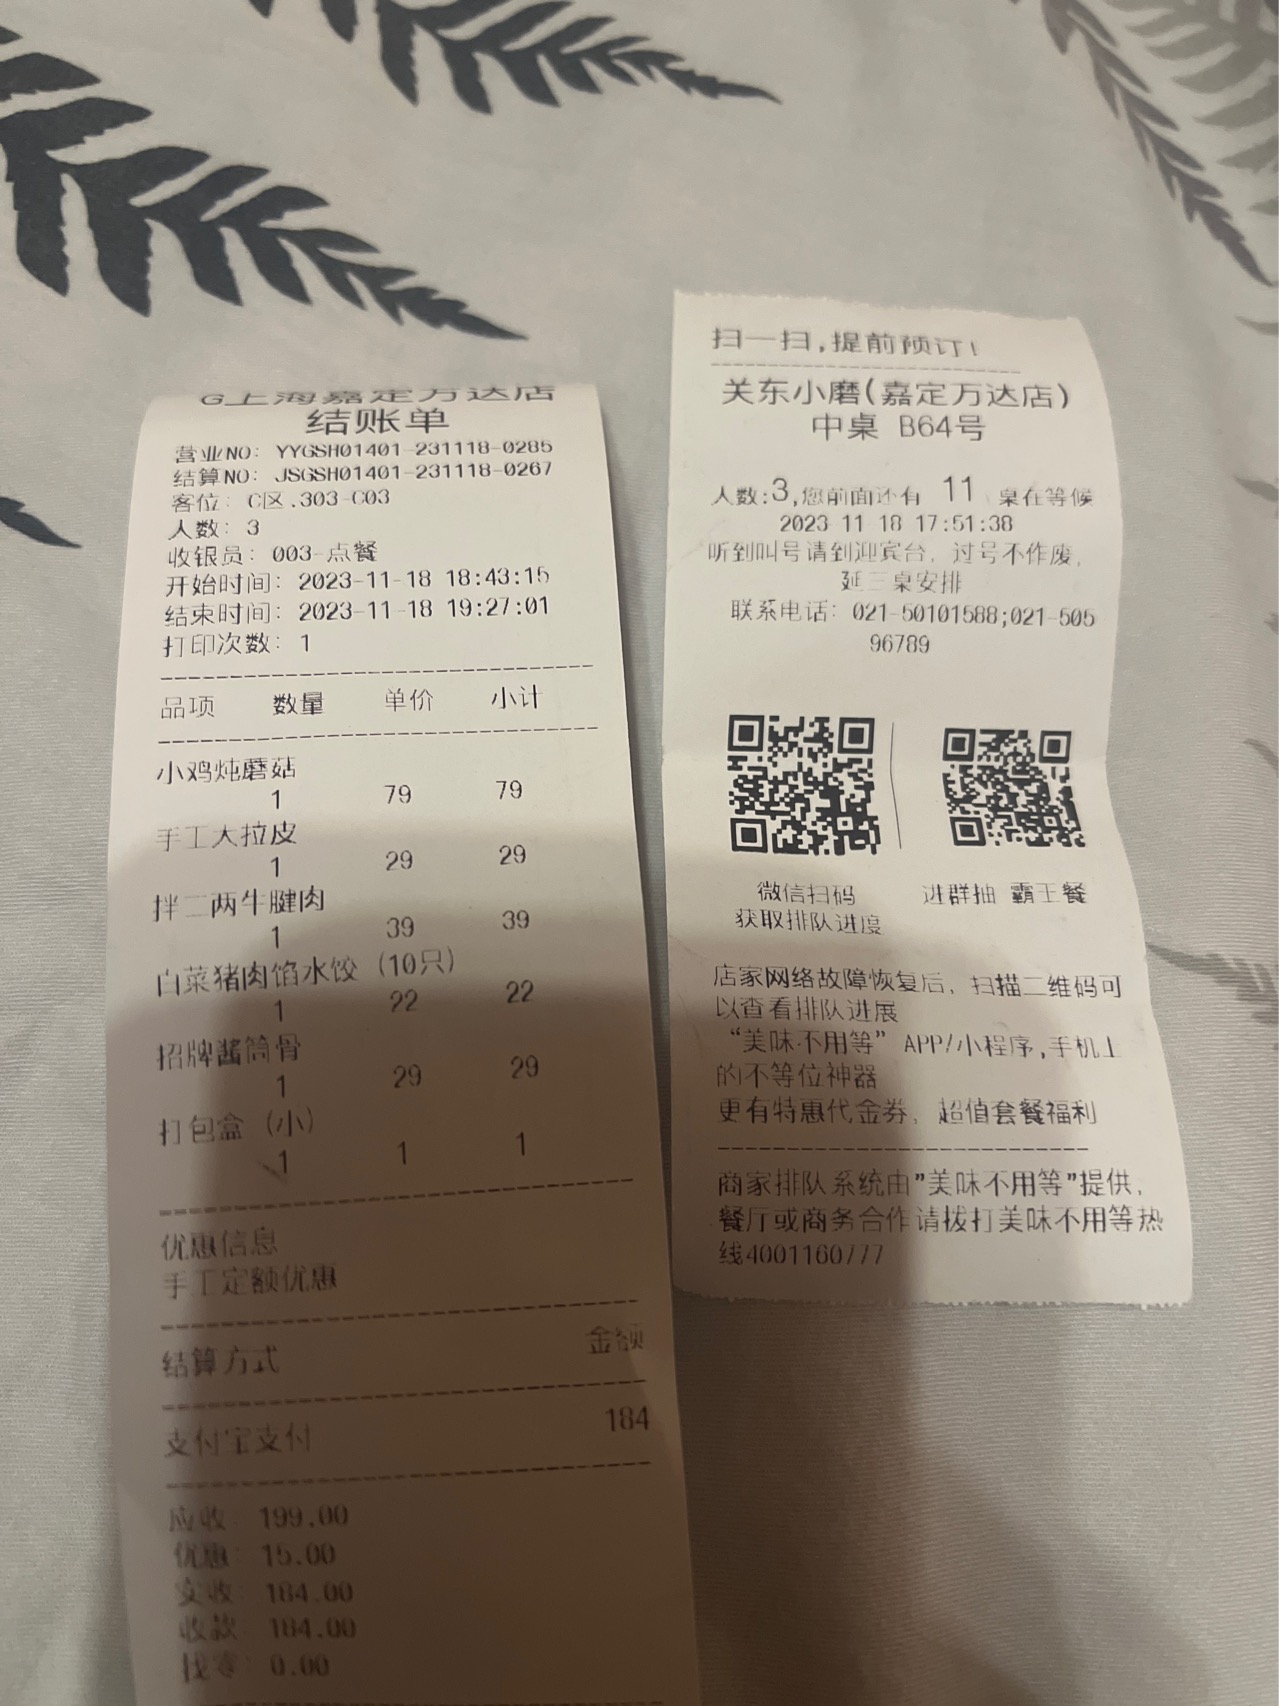 G上海嘉定万达店
结账单
营业NO: YYGSH01401-231118-0285
结算NO: JSGSH01401-231118-0267
客位: C区.303-C03
人数: 3
收银员: 003-点餐
开始时间: 2023-11-18 18:43:15
结束时间: 2023-11-18 19:27:01
打印次数: 1
品项 数量 单价 小计
小鸡炖蘑菇
1 79 79
手工大拉皮
1 29 29
拌二两牛腱肉
1 39 39
白菜猪肉馅水饺 (10只)
1 22 22
招牌酱筒骨
1 29 29
打包盒 (小)
1 1 1
优惠信息
手工定额优惠
结算方式 金额
支付宝支付 184
应收: 199.00
优惠: 15.00
实收: 184.00
收款: 184.00
找零: 0.00
扫一扫,提前预订!
关东小磨(嘉定万达店)
中桌 B64号
人数:3,您前面还有 11 桌在等候
2023-11-18 17:51:38
听到叫号请到迎宾台, 过号不作废,
延三桌安排
联系电话: 021-50101588;021-505
96789
微信扫码
获取排队进度
进群抽 霸王餐
店家网络故障恢复后, 扫描二维码可
以查看排队进展
“美味不用等” APP/小程序,手机上
的不等位神器
更有特惠代金券, 超值套餐福利
商家排队系统由"美味不用等"提供,
餐厅或商务合作请拨打美味不用等热
线4001160777